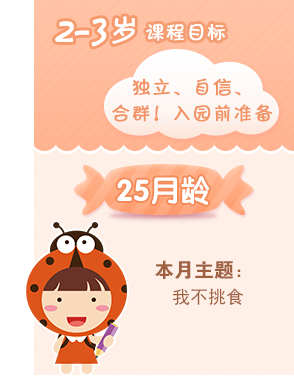 2-3岁 课程目标
独立、自信、
合群！入园前准备
25月龄
本月主题：
我不挑食